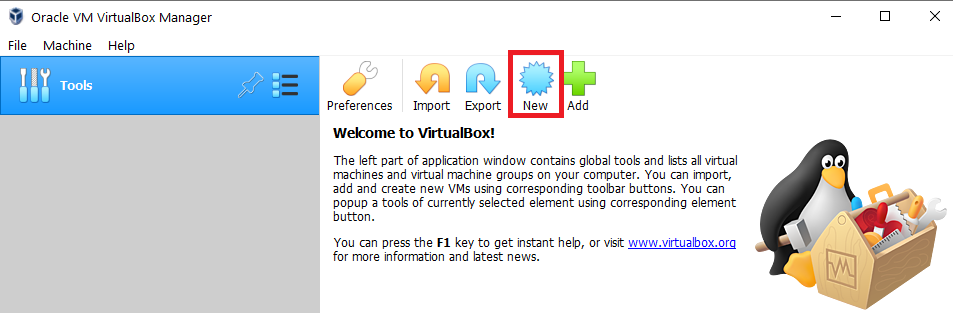 Oracle VM VirtualBox Manager
File Machine Help
Tools
Preferences Import Export New Add
Welcome to VirtualBox!
The left part of application window contains global tools and lists all virtual
machines and virtual machine groups on your computer. You can import,
add and create new VMs using corresponding toolbar buttons. You can
popup a tools of currently selected element using corresponding element
button.
You can press the F1 key to get instant help, or visit www.virtualbox.org
for more information and latest news.
VM